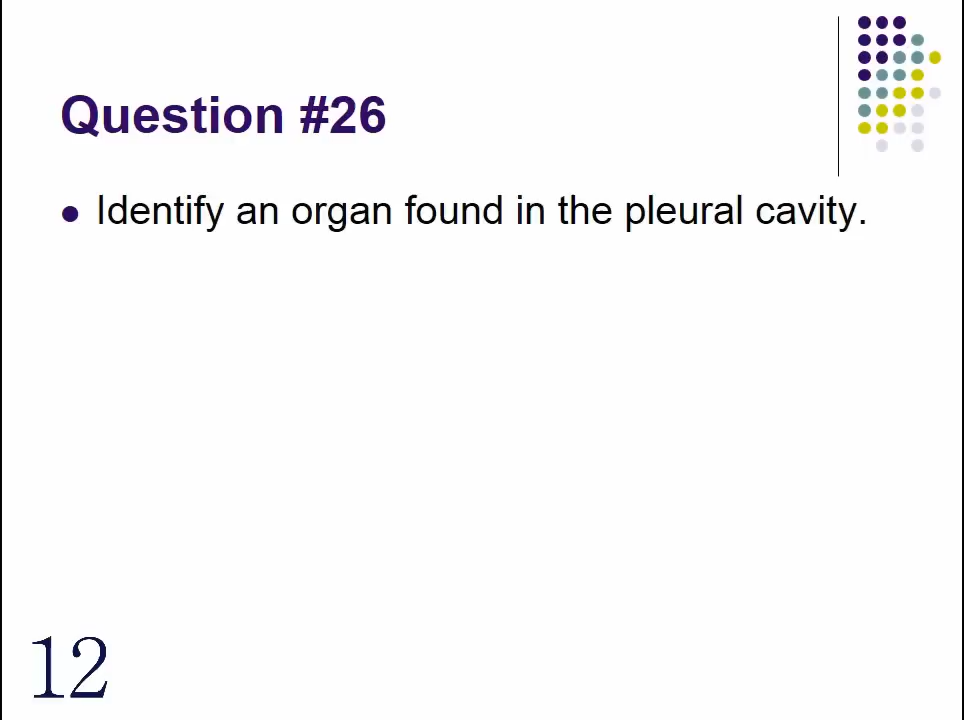 Question #26
Identify an organ found in the pleural cavity.
12